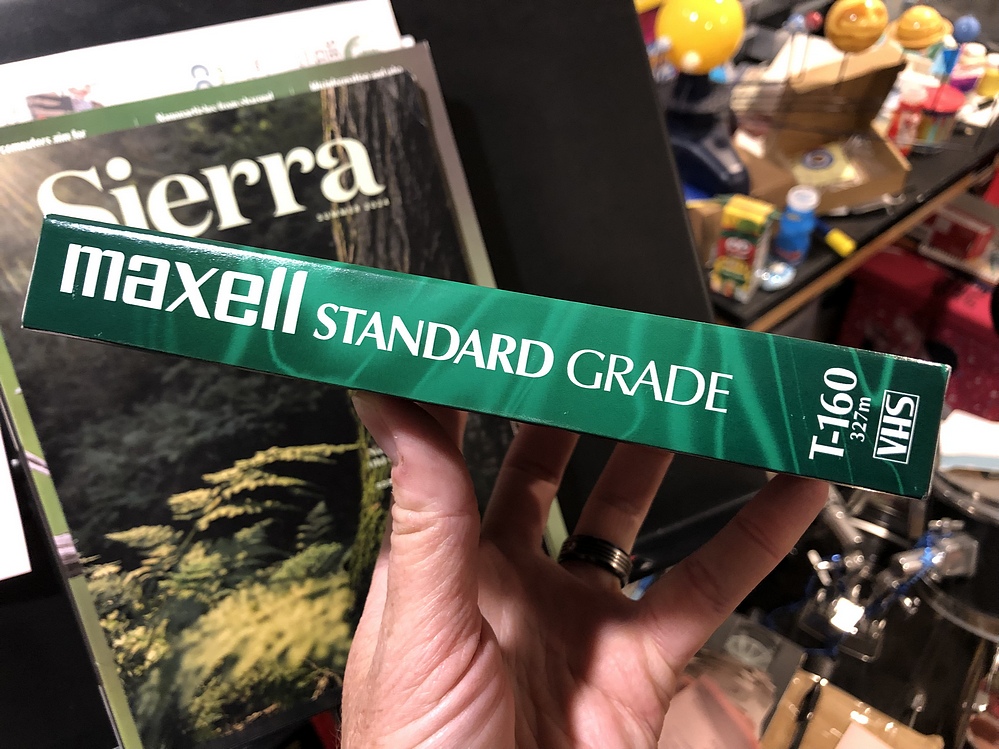 Sierra
maxell STANDARD GRADE
T-160
327m
VHS